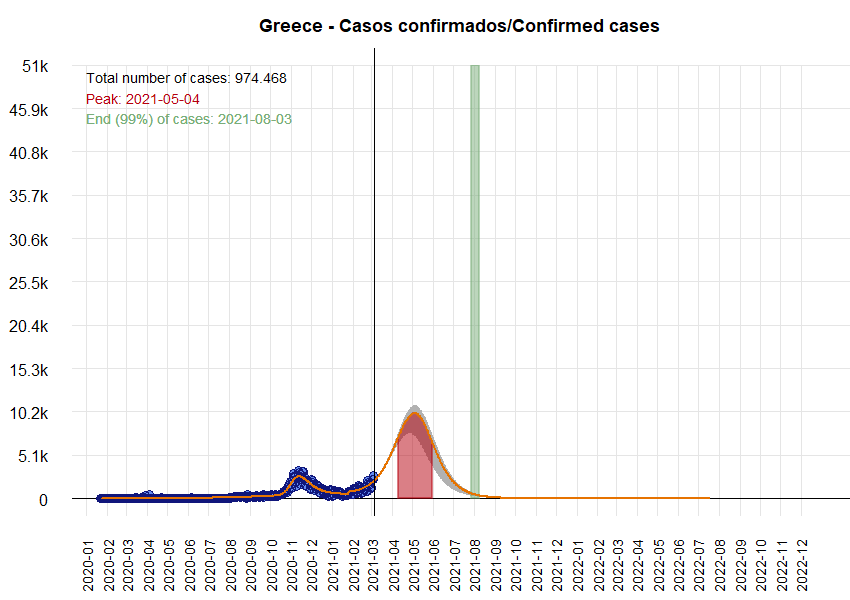 Greece - Casos confirmados/Confirmed cases
Total number of cases: 974.468
Peak: 2021-05-04
End (99%) of cases: 2021-08-03
51k
45.9k
40.8k
35.7k
30.6k
25.5k
20.4k
15.3k
10.2k
5.1k
0
2020-01
2020-02
2020-03
2020-04
2020-05
2020-06
2020-07
2020-08
2020-09
2020-10
2020-11
2020-12
2021-01
2021-02
2021-03
2021-04
2021-05
2021-06
2021-07
2021-08
2021-09
2021-10
2021-11
2021-12
2022-01
2022-02
2022-03
2022-04
2022-05
2022-06
2022-07
2022-08
2022-09
2022-10
2022-11
2022-12